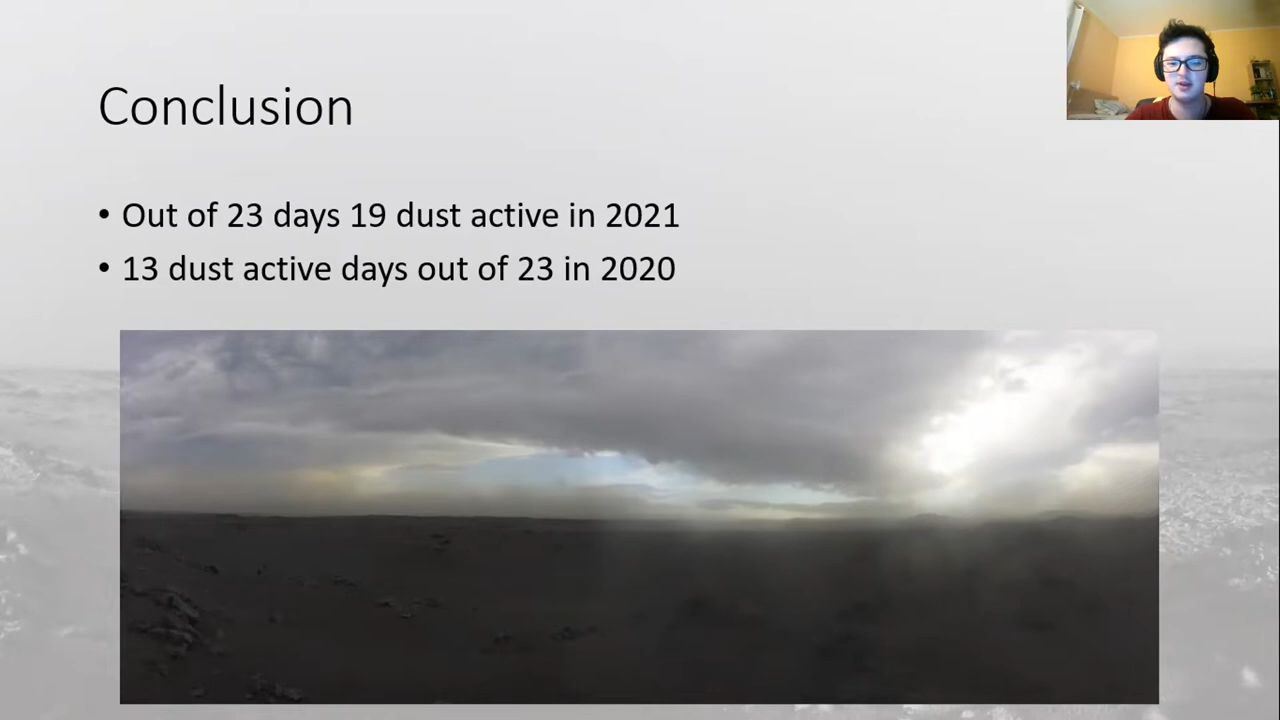 Conclusion
• Out of 23 days 19 dust active in 2021
• 13 dust active days out of 23 in 2020